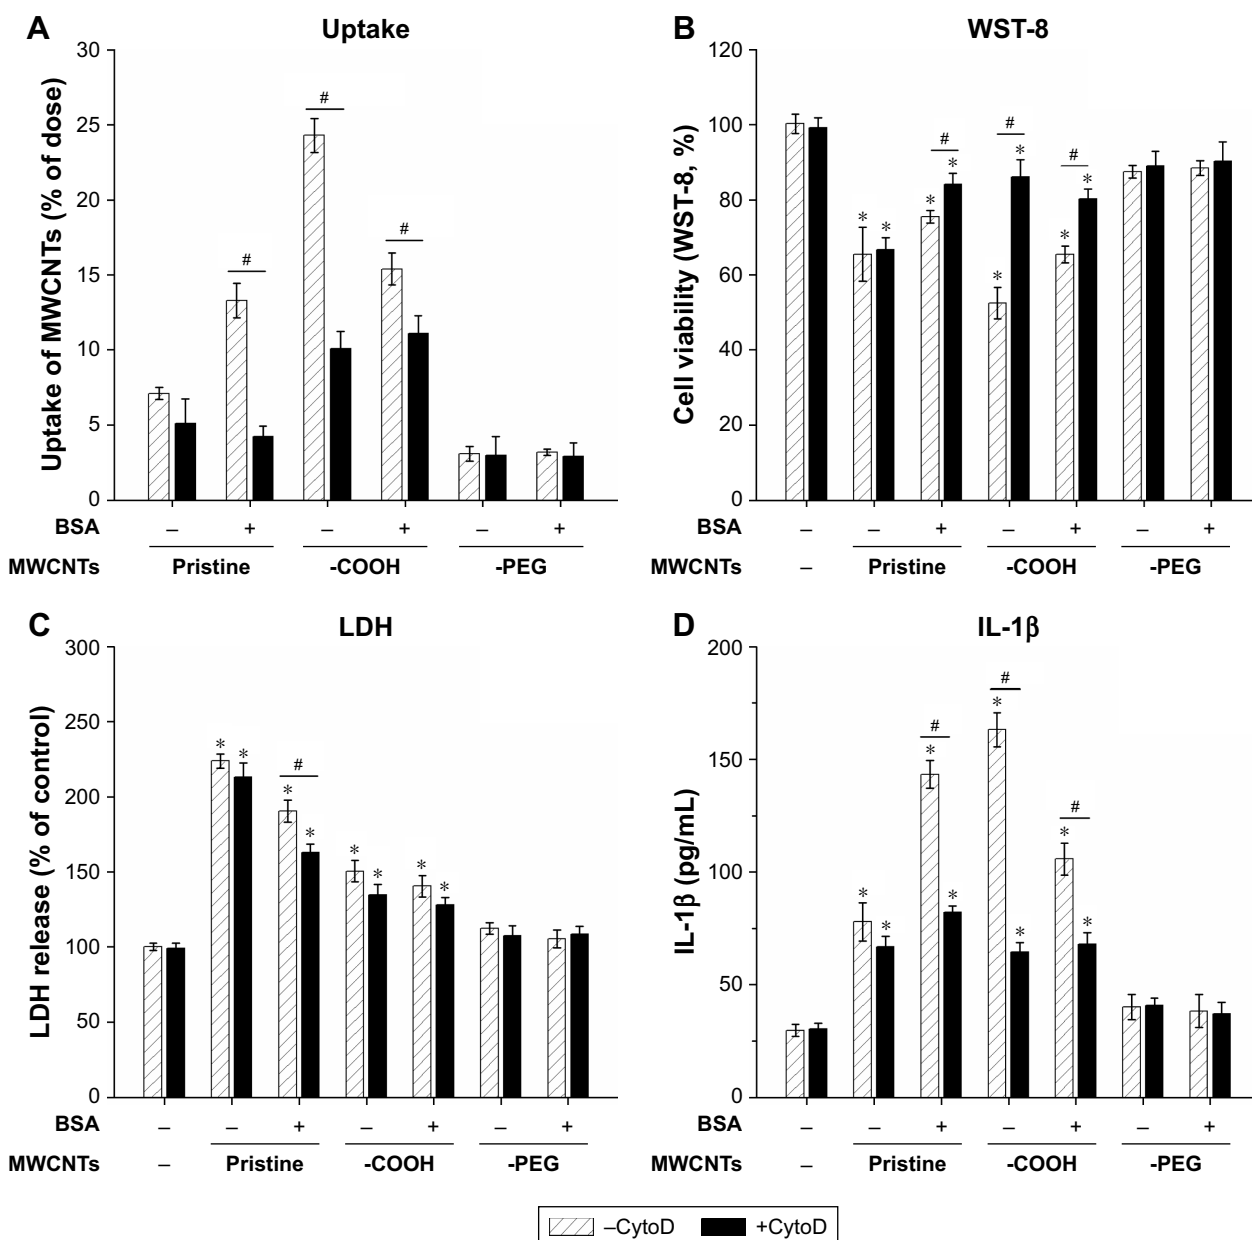 A Uptake
Uptake of MWCNTs (% of dose)
30
25
20
15
10
5
0
# # #
BSA – + – + – +
MWCNTs Pristine -COOH -PEG
B WST-8
Cell viability (WST-8, %)
120
100
80
60
40
20
0
# # #
* * * * * * * *
BSA – – + – + – +
MWCNTs – Pristine -COOH -PEG
C LDH
LDH release (% of control)
300
250
200
150
100
50
0
#
* * * * * * * *
BSA – – + – + – +
MWCNTs – Pristine -COOH -PEG
D IL-1β
IL-1β (pg/mL)
200
150
100
50
0
# # #
* * * * * * * *
BSA – – + – + – +
MWCNTs – Pristine -COOH -PEG
–CytoD +CytoD